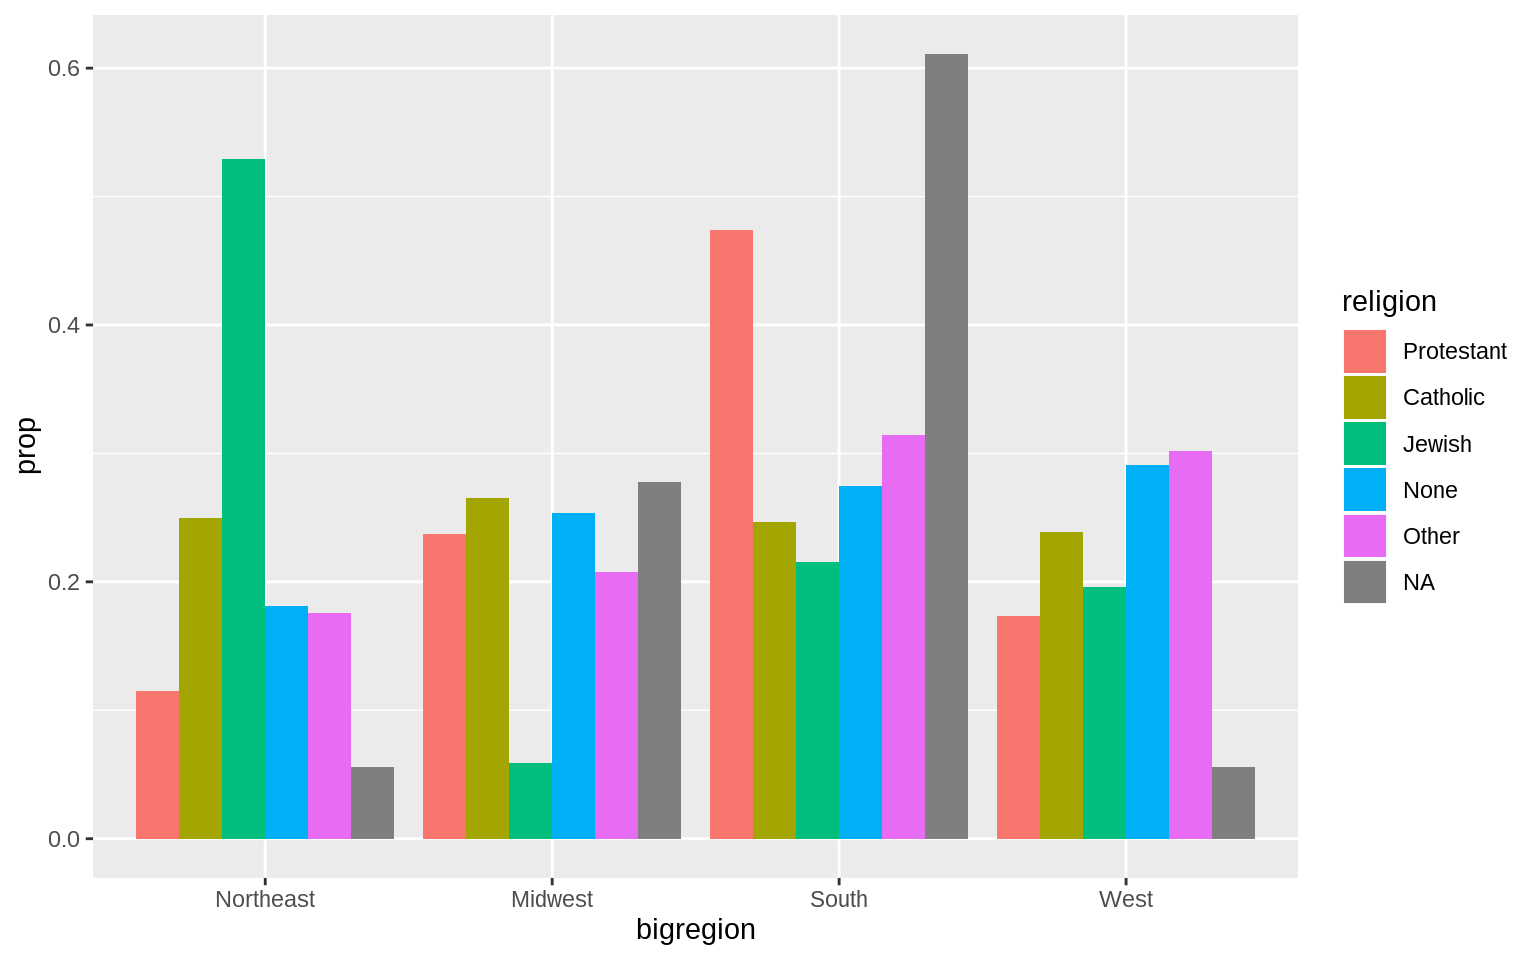 prop
0.6
0.4
0.2
0.0
Northeast
Midwest
South
West
bigregion
religion
Protestant
Catholic
Jewish
None
Other
NA